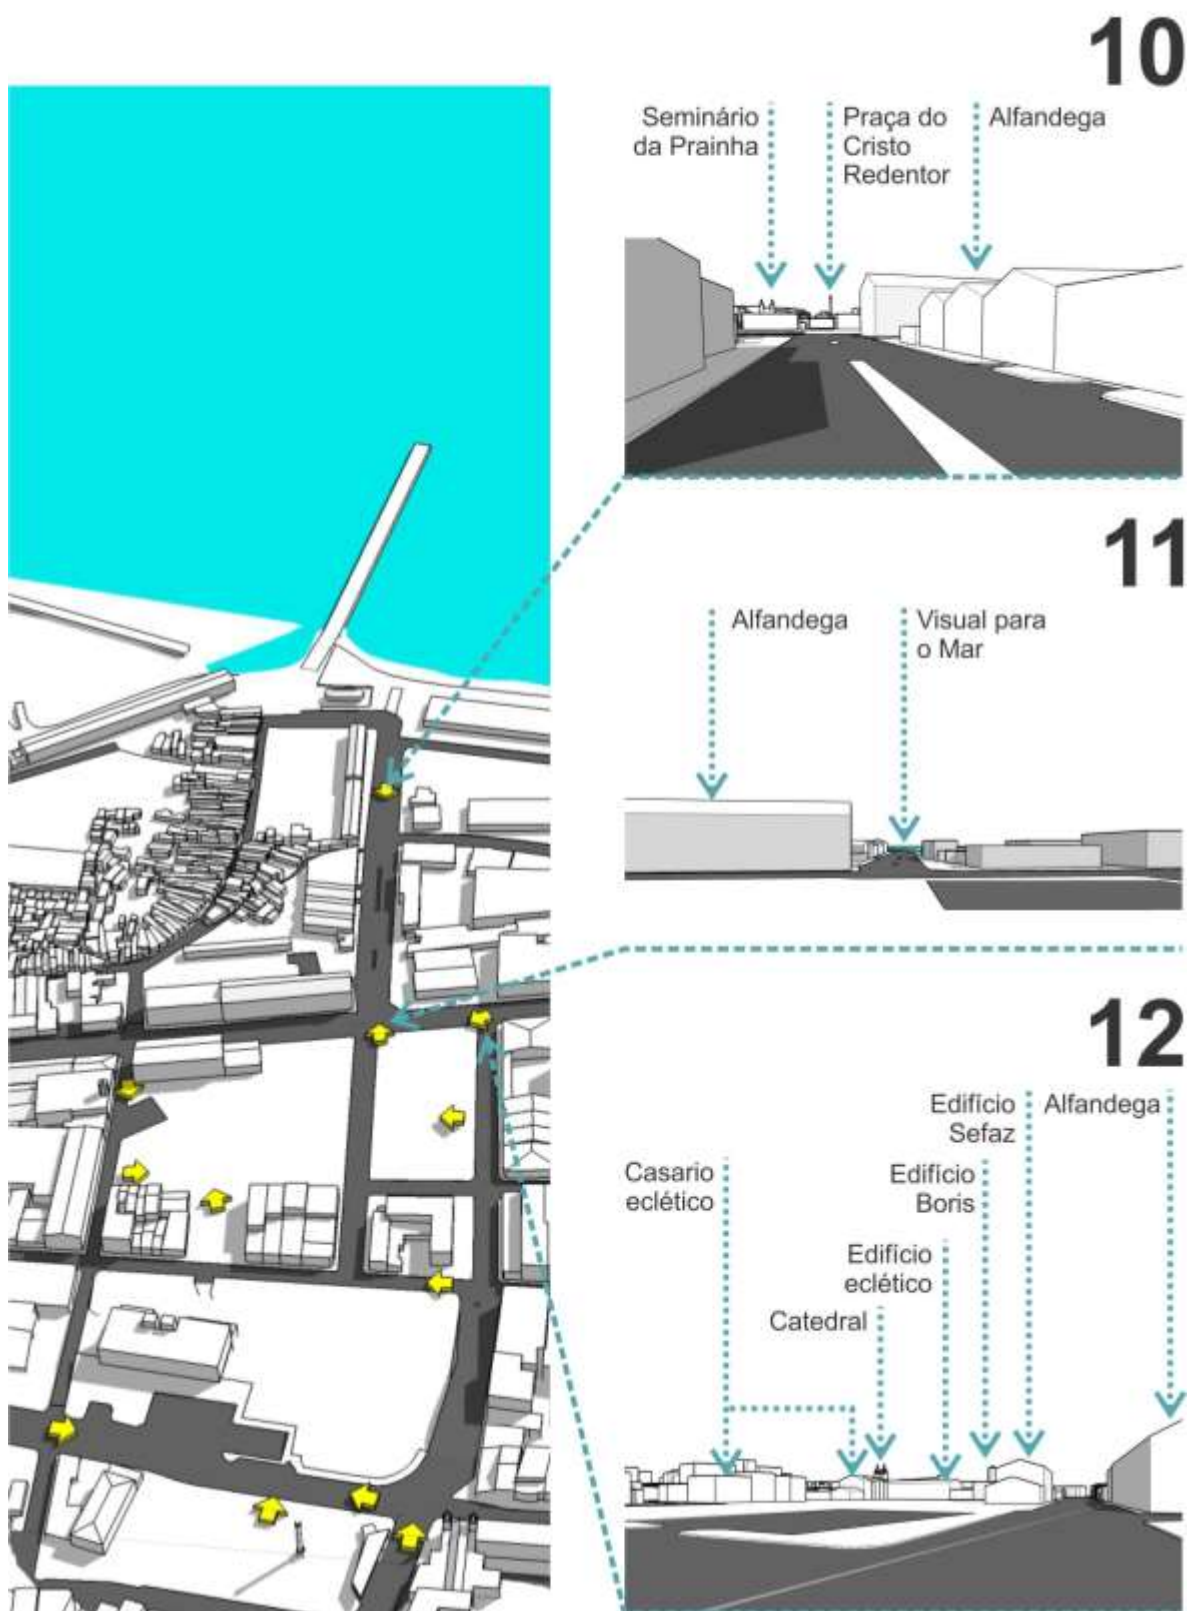 10
Seminário
da Prainha
Praça do
Cristo
Redentor
Alfandega
11
Alfandega
Visual para
o Mar
12
Edifício
Sefaz
Alfandega
Casario
eclético
Edifício
Boris
Edifício
eclético
Catedral